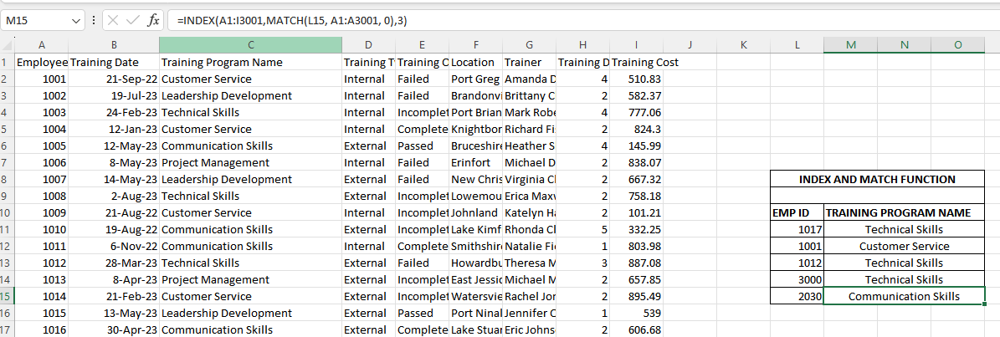 M15 fx =INDEX(A1:I3001,MATCH(L15, A1:A3001, 0),3)
A B C D E F G H I J K L M N O
1 Employee Training Date Training Program Name Training T Training C Location Trainer Training D Training Cost
2 1001 21-Sep-22 Customer Service Internal Failed Port Greg Amanda D 4 510.83
3 1002 19-Jul-23 Leadership Development Internal Failed Brandonvi Brittany C 2 582.37
4 1003 24-Feb-23 Technical Skills Internal Incomplet Port Brian Mark Robe 4 777.06
5 1004 12-Jan-23 Customer Service Internal Complete Knightbor Richard Fi 2 824.3
6 1005 12-May-23 Communication Skills External Passed Bruceshire Heather S 4 145.99
7 1006 8-May-23 Project Management Internal Failed Erinfort Michael D 2 838.07
8 1007 14-May-23 Leadership Development External Failed New Chris Virginia Cl 2 667.32 INDEX AND MATCH FUNCTION
9 1008 2-Aug-23 Technical Skills External Incomplet Lowemou Erica Maxw 2 758.18
10 1009 21-Aug-22 Customer Service Internal Incomplet Johnland Katelyn Ha 2 101.21 EMP ID TRAINING PROGRAM NAME
11 1010 19-Aug-22 Communication Skills External Incomplet Lake Kimf Rhonda Cl 5 332.25 1017 Technical Skills
12 1011 6-Nov-22 Communication Skills Internal Complete Smithshire Natalie Fi 1 803.98 1001 Customer Service
13 1012 28-Mar-23 Technical Skills External Failed Howardbu Theresa M 3 887.08 1012 Technical Skills
14 1013 8-Apr-23 Project Management External Incomplet East Jessic Michael M 2 657.85 3000 Technical Skills
15 1014 21-Feb-23 Customer Service External Incomplet Watersvie Rachel Jor 2 895.49 2030 Communication Skills
16 1015 13-May-23 Leadership Development External Passed Port Ninal Jennifer C 1 539
17 1016 30-Apr-23 Communication Skills External Complete Lake Stuar Eric Johns 2 606.68